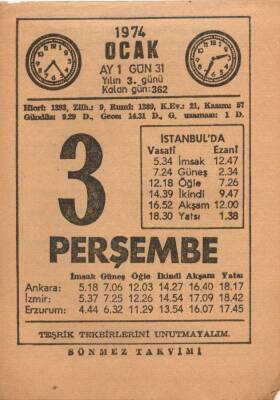 1974
OCAK
AY 1 GÜN 31
Yılın 3. günü
Kalan gün: 362
Hicri: 1393, Zilh.: 9, Rumî: 1389, K.Ev.: 21, Kasım: 57
Gündüz: 9.20 D., Gece: 14.31 D., G. uzaması: 1 D.
3
İSTANBUL'DA
Vasatî Ezanî
5.34 İmsak 12.47
7.24 Güneş 2.34
12.18 Öğle 7.26
14.39 İkindi 9.47
16.52 Akşam 12.00
18.30 Yatsı 1.38
PERŞEMBE
İmsak Güneş Öğle İkindi Akşam Yatsı
Ankara: 5.18 7.06 12.03 14.27 16.40 18.17
İzmir: 5.37 7.25 12.26 14.54 17.09 18.42
Erzurum: 4.44 6.32 11.29 13.54 16.07 17.45
TEŞRİK TEKBİRLERİNİ UNUTMAYALIM.
SÖNMEZ TAKVİMİ